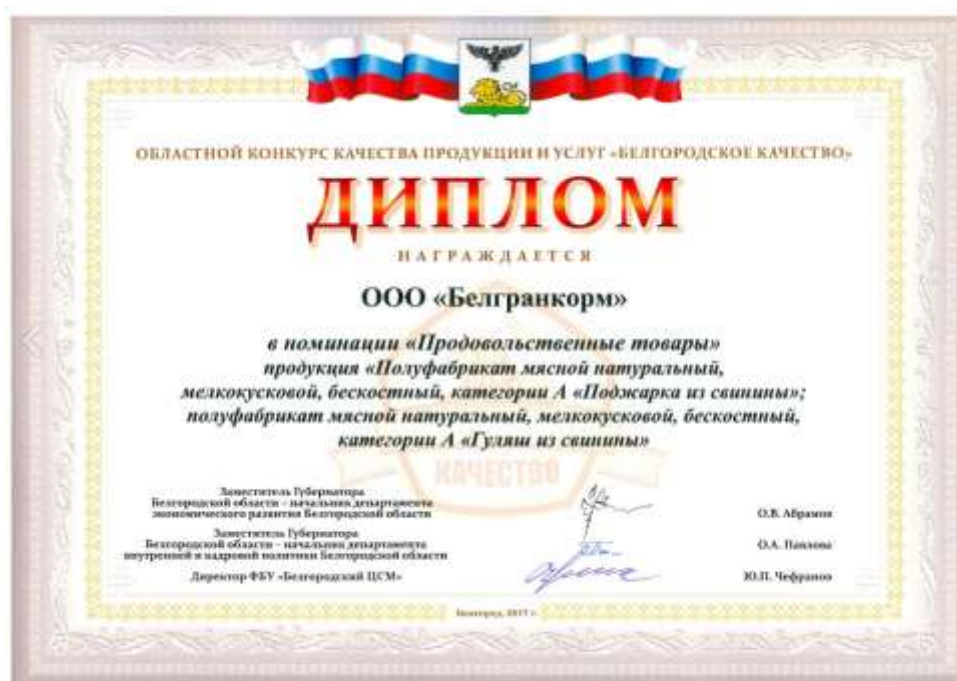 ОБЛАСТНОЙ КОНКУРС КАЧЕСТВА ПРОДУКЦИИ И УСЛУГ «БЕЛГОРОДСКОЕ КАЧЕСТВО»
ДИПЛОМ
НАГРАЖДАЕТСЯ
ООО «Белгранкорм»
в номинации «Продовольственные товары»
продукция «Полуфабрикат мясной натуральный,
мелкокусковой, бескостный, категории А «Поджарка из свинины»;
полуфабрикат мясной натуральный, мелкокусковой, бескостный,
категории А «Гуляш из свинины»
КАЧЕСТВО
Заместитель Губернатора
Белгородской области - начальник департамента
экономического развития Белгородской области
О.В. Абрамов
Заместитель Губернатора
Белгородской области - начальник департамента
внутренней и кадровой политики Белгородской области
О.А. Павлова
Директор ФБУ «Белгородский ЦСМ»
Ю.П. Чефранов
Белгород, 2017 г.